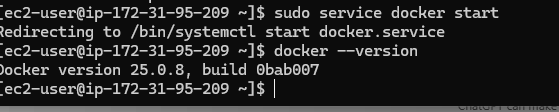 [ec2-user@ip-172-31-95-209 ~]$ sudo service docker start
Redirecting to /bin/systemctl start docker.service
[ec2-user@ip-172-31-95-209 ~]$ docker --version
Docker version 25.0.8, build 0bab007
[ec2-user@ip-172-31-95-209 ~]$
ChatGPT can make